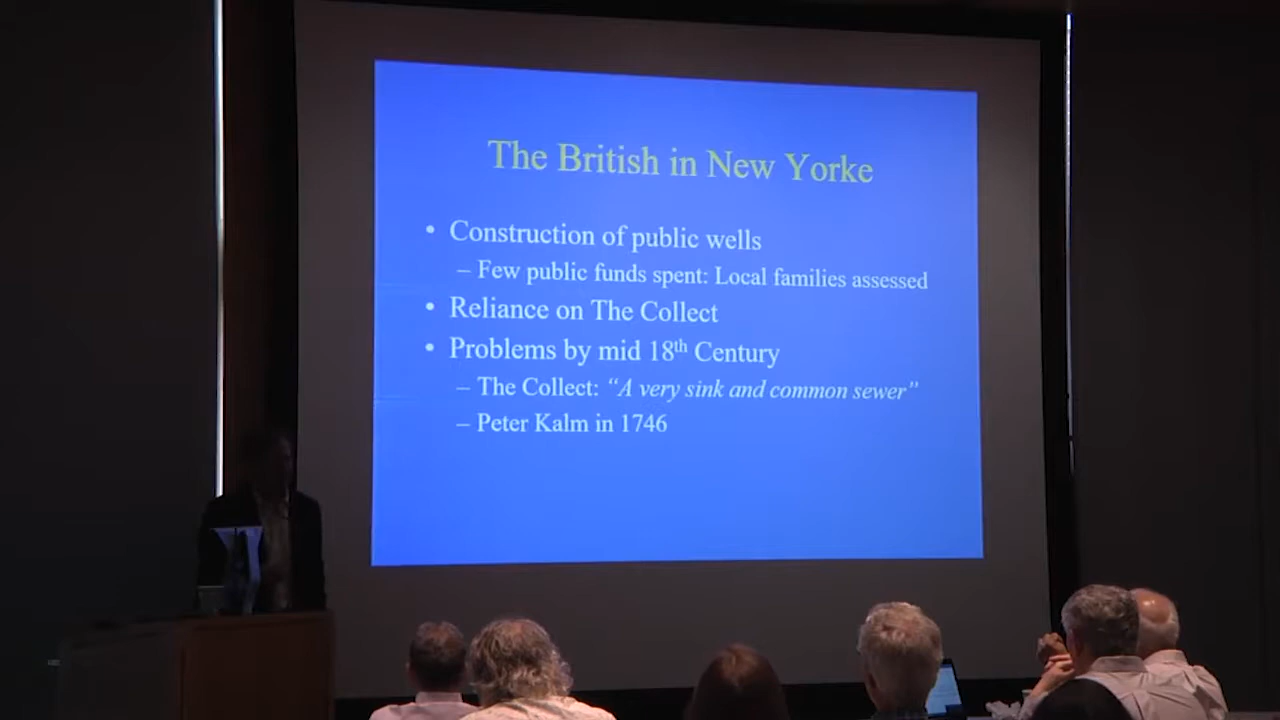 The British in New Yorke
• Construction of public wells
– Few public funds spent: Local families assessed
• Reliance on The Collect
• Problems by mid 18th Century
– The Collect: “A very sink and common sewer”
– Peter Kalm in 1746